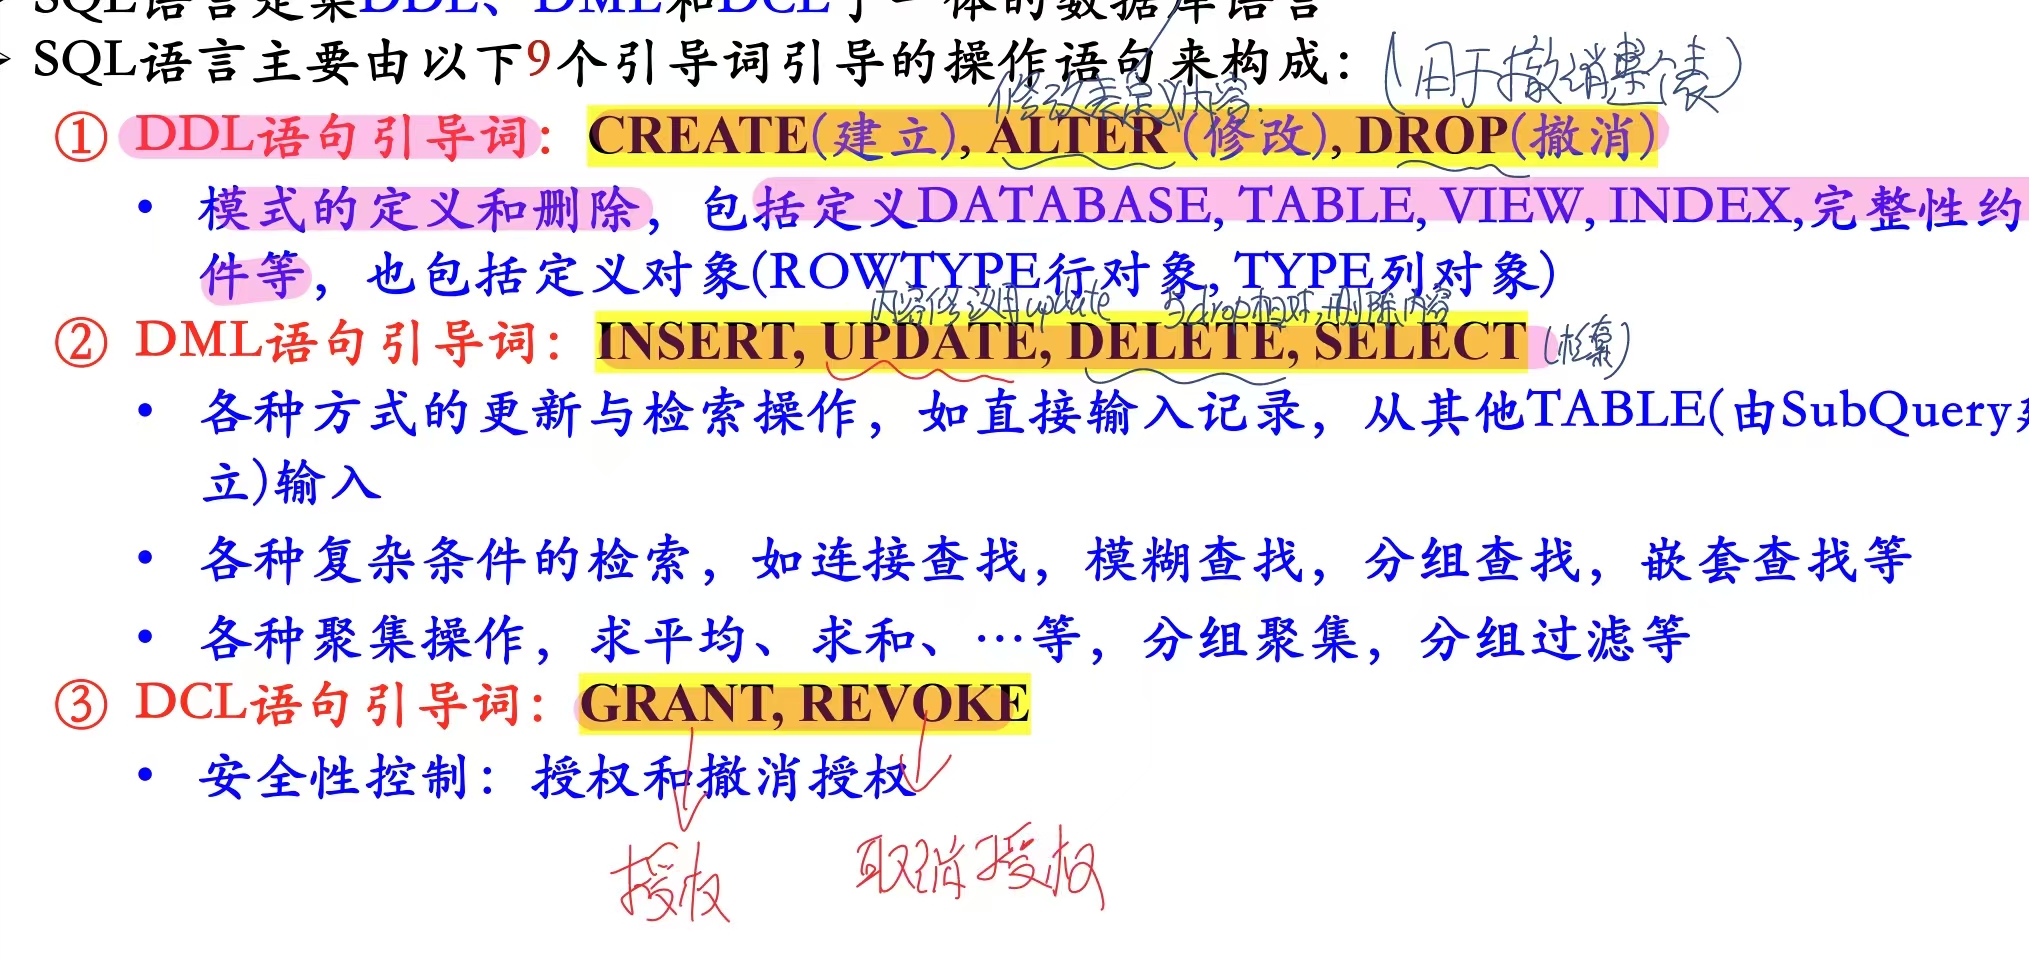 SQL语言是集DDL、DML和DCL于一体的数据库语言
SQL语言主要由以下9个引导词引导的操作语句来构成：
(用于撤消整个表)
修改表定义内容.
① DDL语句引导词： CREATE(建立), ALTER(修改), DROP(撤消)
• 模式的定义和删除，包括定义DATABASE, TABLE, VIEW, INDEX,完整性约
件等，也包括定义对象(ROWTYPE行对象, TYPE列对象)
内容修改用update 与drop相对,删除内容
② DML语句引导词： INSERT, UPDATE, DELETE, SELECT (检索)
• 各种方式的更新与检索操作，如直接输入记录，从其他TABLE(由SubQuery
立)输入
• 各种复杂条件的检索，如连接查找，模糊查找，分组查找，嵌套查找等
• 各种聚集操作，求平均、求和、…等，分组聚集，分组过滤等
③ DCL语句引导词： GRANT, REVOKE
• 安全性控制：授权和撤消授权
授权 取消授权